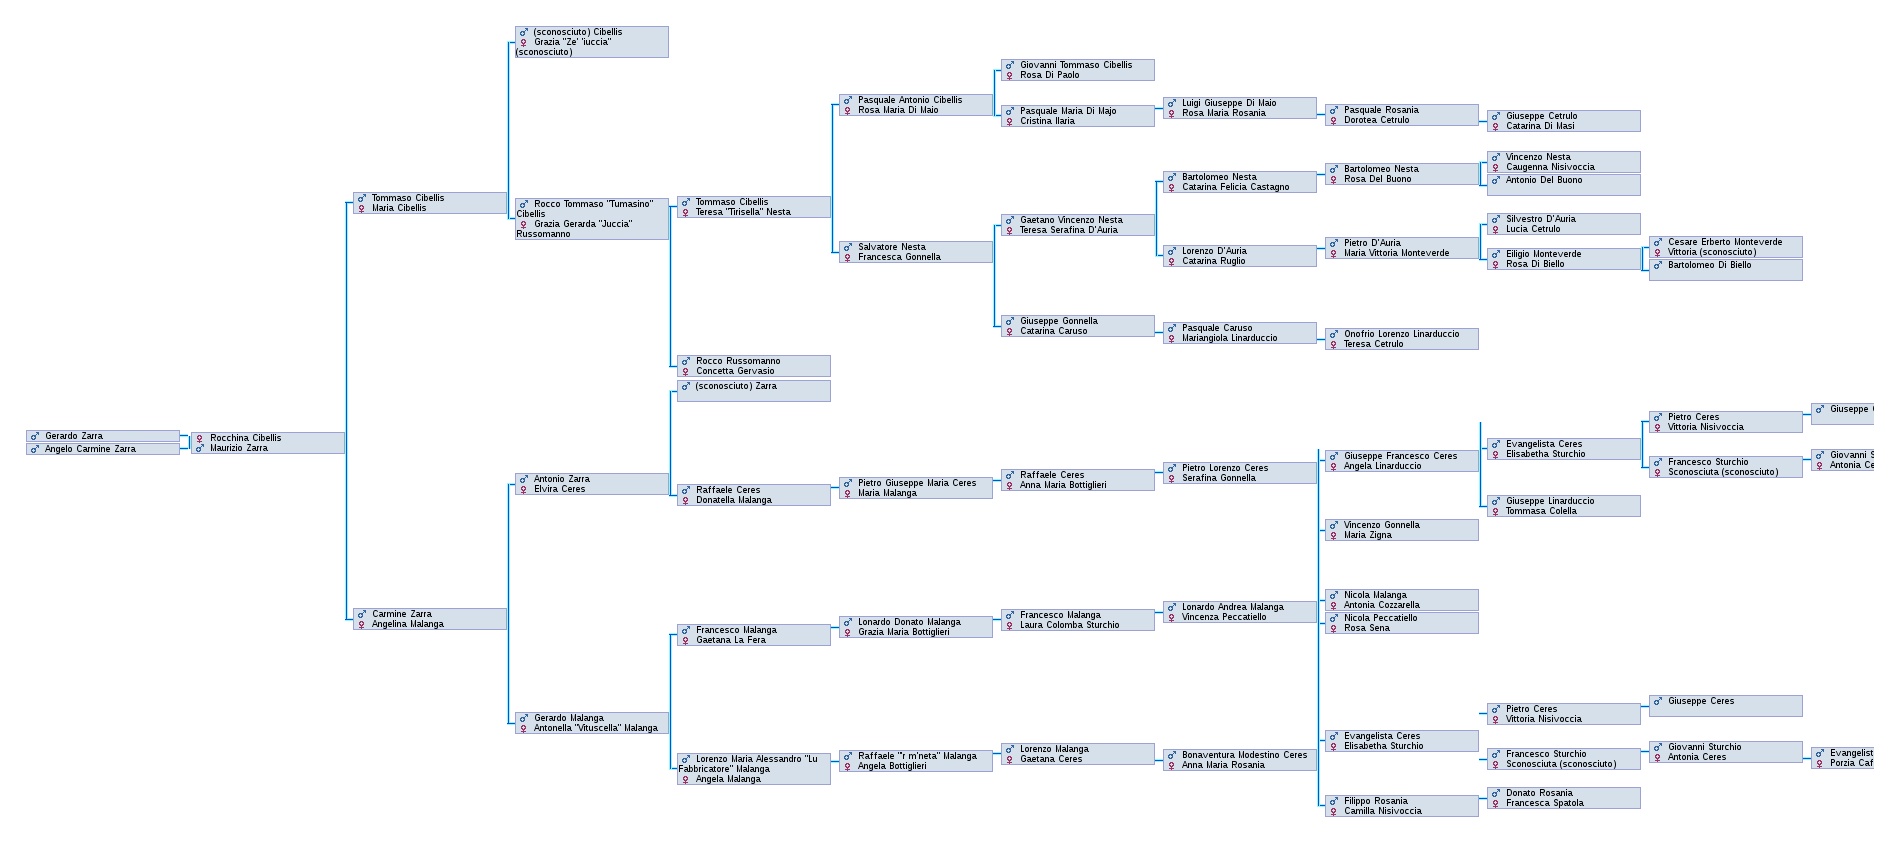 Gerardo Zarra
Angelo Carmine Zarra
Rocchina Cibellis
Maurizio Zarra
Tommaso Cibellis
Maria Cibellis
Carmine Zarra
Angelina Malanga
(sconosciuto) Cibellis
Grazia "Ze' 'iuccia"
(sconosciuto)
Rocco Tommaso "Tumasino"
Cibellis
Grazia Gerarda "Juccia"
Russomanno
Antonio Zarra
Elvira Ceres
Gerardo Malanga
Antonella "Vituscella" Malanga
Tommaso Cibellis
Teresa "Tirisella" Nesta
Rocco Russomanno
Concetta Gervasio
(sconosciuto) Zarra
Raffaele Ceres
Donatella Malanga
Francesco Malanga
Gaetana La Fera
Lorenzo Maria Alessandro "Lu
Fabbricatore" Malanga
Angela Malanga
Pasquale Antonio Cibellis
Rosa Maria Di Maio
Salvatore Nesta
Francesca Gonnella
Pietro Giuseppe Maria Ceres
Maria Malanga
Lonardo Donato Malanga
Grazia Maria Bottiglieri
Raffaele "'r m'neta" Malanga
Angela Bottiglieri
Giovanni Tommaso Cibellis
Rosa Di Paolo
Pasquale Maria Di Majo
Cristina Ilaria
Gaetano Vincenzo Nesta
Teresa Serafina D'Auria
Giuseppe Gonnella
Catarina Caruso
Raffaele Ceres
Anna Maria Bottiglieri
Francesco Malanga
Laura Colomba Sturchio
Lorenzo Malanga
Gaetana Ceres
Luigi Giuseppe Di Maio
Rosa Maria Rosania
Bartolomeo Nesta
Catarina Felicia Castagno
Lorenzo D'Auria
Catarina Ruglio
Pasquale Caruso
Mariangiola Linarduccio
Pietro Lorenzo Ceres
Serafina Gonnella
Lonardo Andrea Malanga
Vincenza Peccatiello
Bonaventura Modestino Ceres
Anna Maria Rosania
Pasquale Rosania
Dorotea Cetrulo
Bartolomeo Nesta
Rosa Del Buono
Pietro D'Auria
Maria Vittoria Monteverde
Onofrio Lorenzo Linarduccio
Teresa Cetrulo
Giuseppe Francesco Ceres
Angela Linarduccio
Vincenzo Gonnella
Maria Zigna
Nicola Malanga
Antonia Cozzarella
Nicola Peccatiello
Rosa Sena
Evangelista Ceres
Elisabetha Sturchio
Filippo Rosania
Camilla Nisivoccia
Giuseppe Cetrulo
Catarina Di Masi
Vincenzo Nesta
Caugenna Nisivoccia
Antonio Del Buono
Silvestro D'Auria
Lucia Cetrulo
Eiligio Monteverde
Rosa Di Biello
Evangelista Ceres
Elisabetha Sturchio
Giuseppe Linarduccio
Tommasa Colella
Pietro Ceres
Vittoria Nisivoccia
Francesco Sturchio
Sconosciuta (sconosciuto)
Donato Rosania
Francesca Spatola
Cesare Erberto Monteverde
Vittoria (sconosciuto)
Bartolomeo Di Biello
Pietro Ceres
Vittoria Nisivoccia
Francesco Sturchio
Sconosciuta (sconosciuto)
Giuseppe Ceres
Giovanni Sturchio
Antonia Ceres
Giuseppe
Giovanni S
Antonia Ce
Evangelist
Porzia Caf